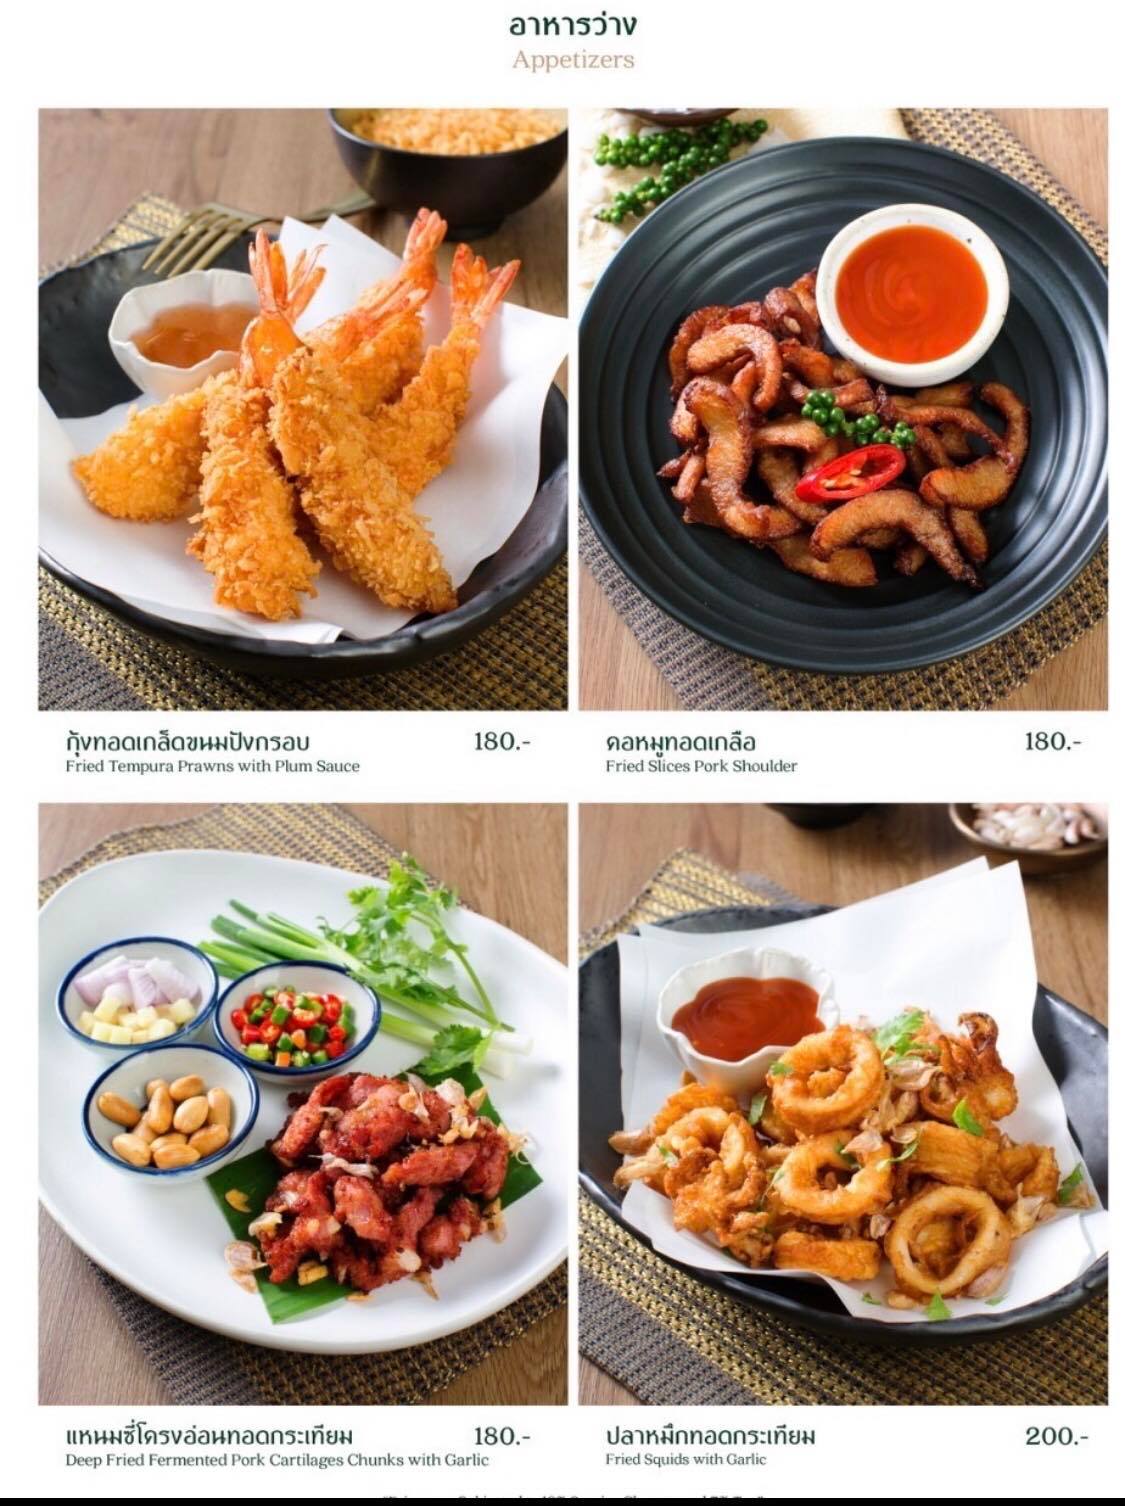 อาหารว่าง
Appetizers
กุ้งทอดเกล็ดขนมปังกรอบ 180.-
Fried Tempura Prawns with Plum Sauce
คอหมูทอดเกลือ 180.-
Fried Slices Pork Shoulder
แหนมซี่โครงอ่อนทอดกระเทียม 180.-
Deep Fried Fermented Pork Cartilages Chunks with Garlic
ปลาหมึกทอดกระเทียม 200.-
Fried Squids with Garlic